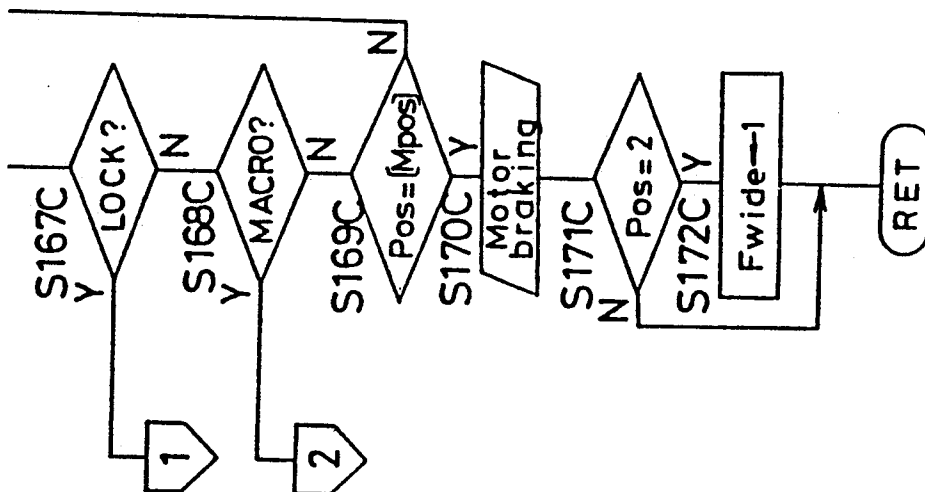 S167C
LOCK?
Y
N
1
S168C
MACRO?
Y
N
2
S169C
Pos=[Mpos]
N
Y
S170C
Motor
braking
S171C
Pos=2
N
Y
S172C
Fwide←1
RET